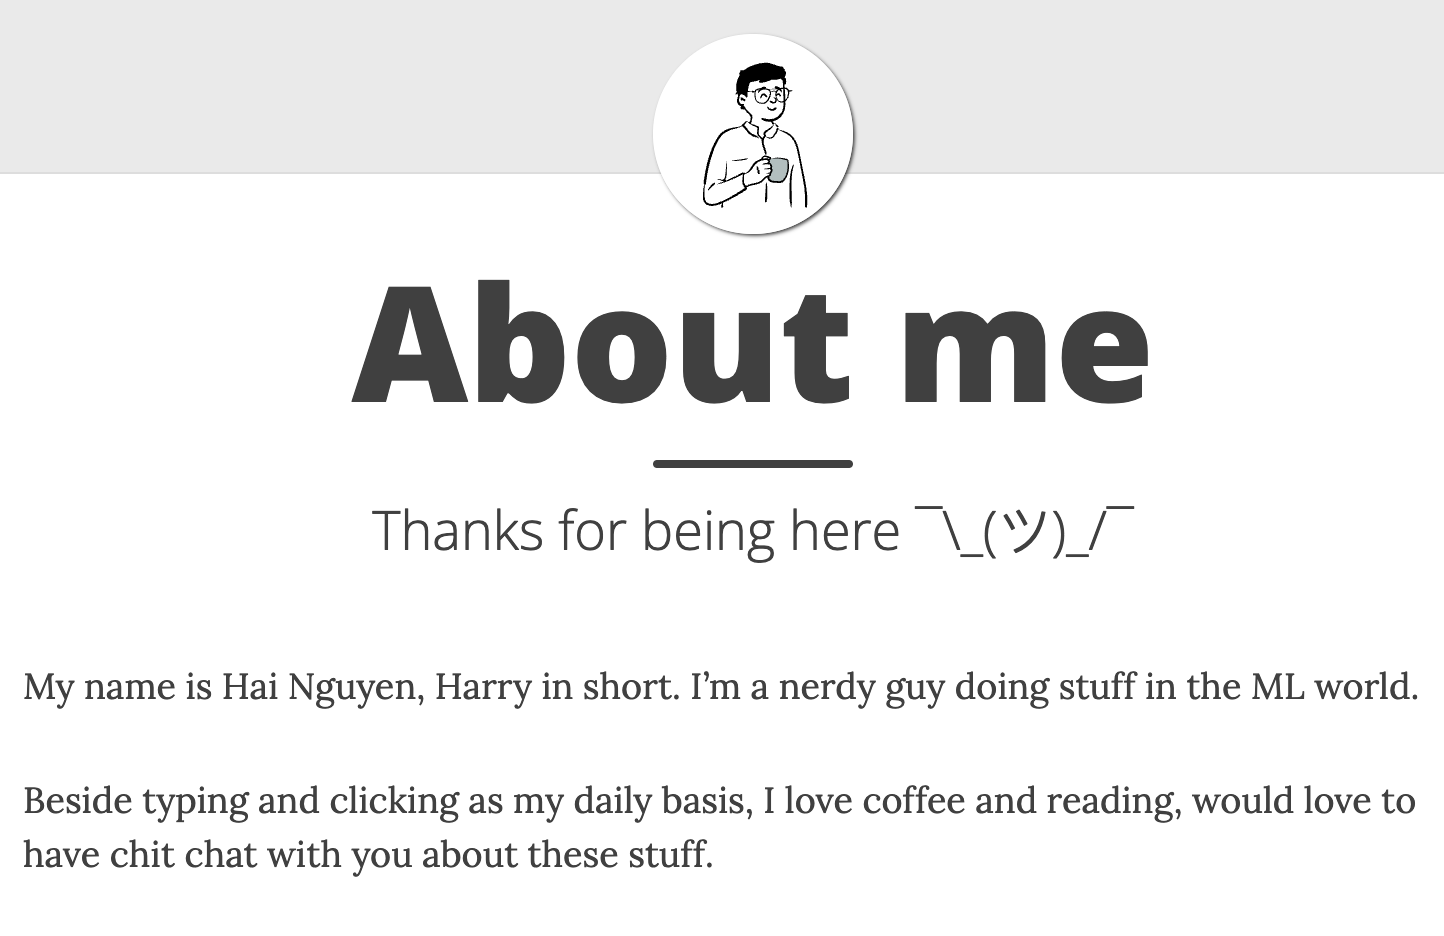 About me
Thanks for being here ¯\_(ツ)_/¯
My name is Hai Nguyen, Harry in short. I’m a nerdy guy doing stuff in the ML world.
Beside typing and clicking as my daily basis, I love coffee and reading, would love to
have chit chat with you about these stuff.